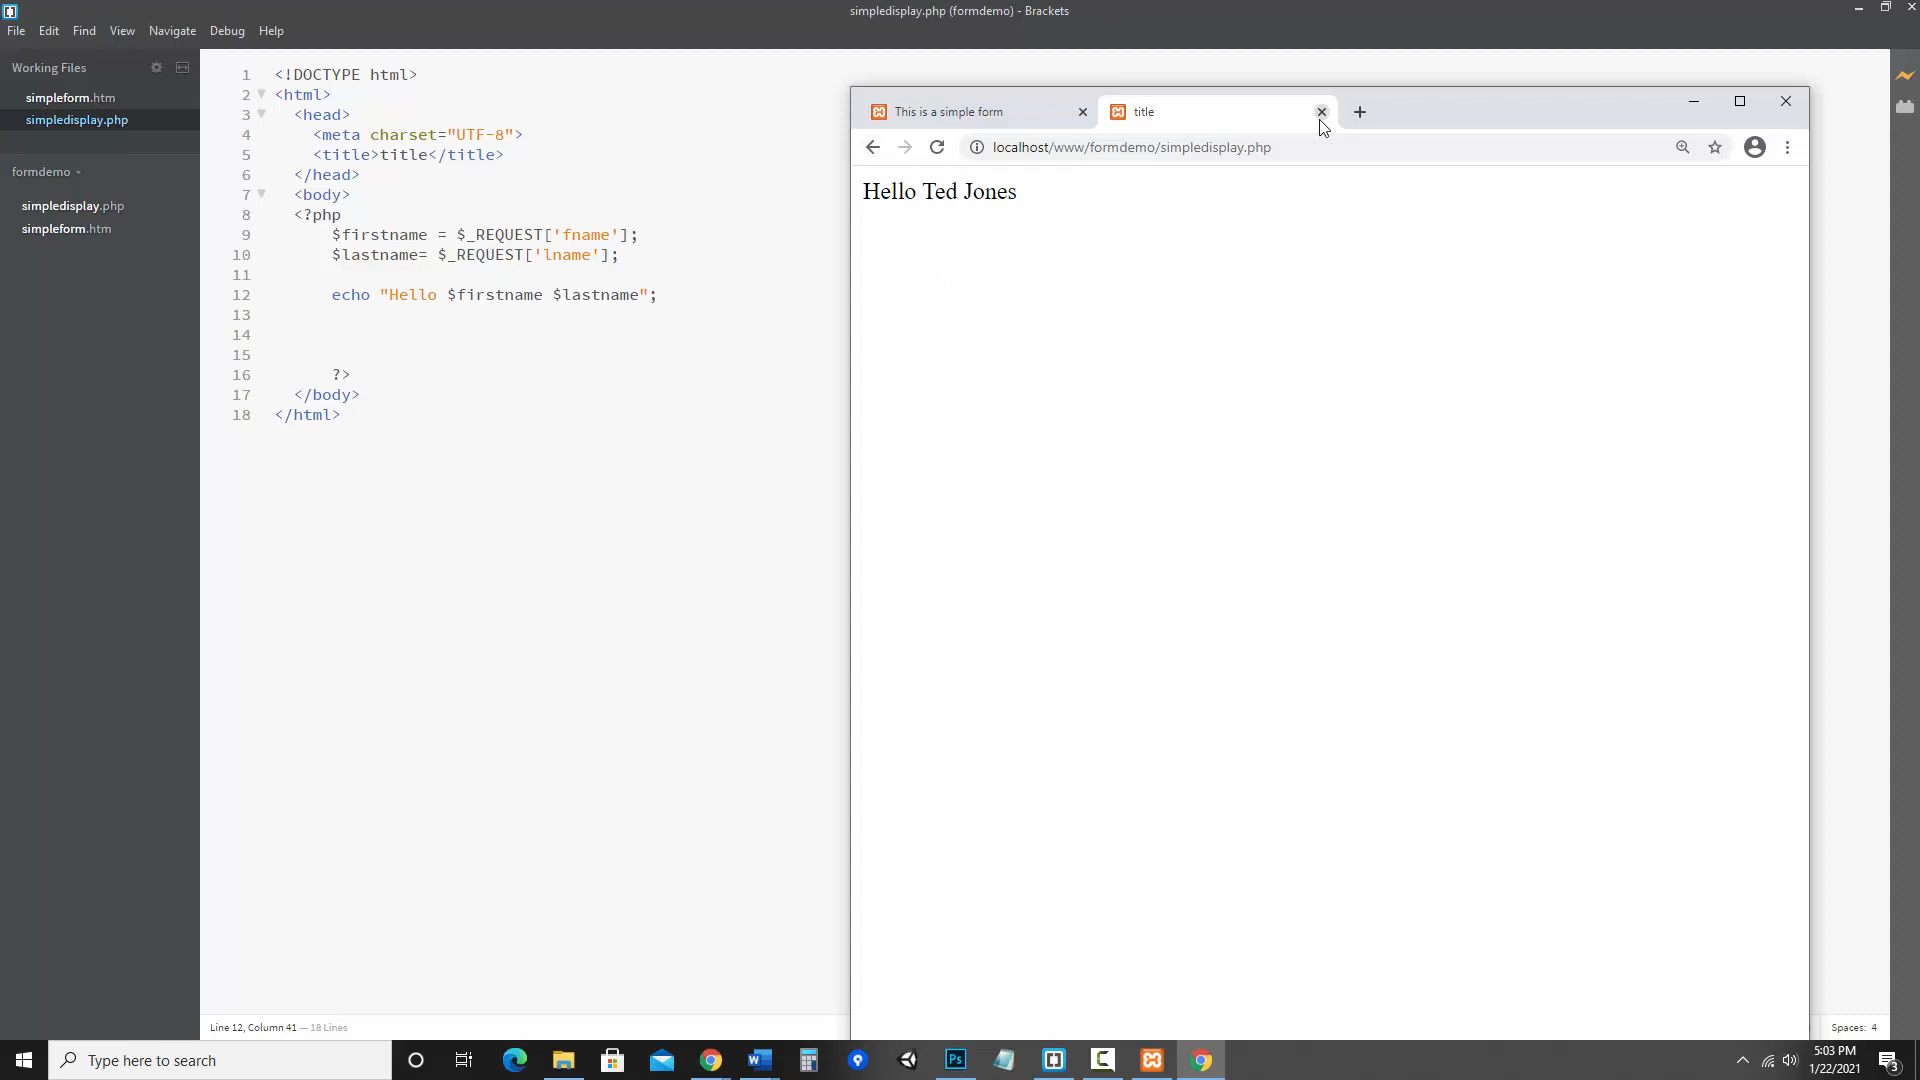 simpledisplay.php (formdemo) - Brackets
File Edit Find View Navigate Debug Help
Working Files
simpleform.htm
simpledisplay.php
formdemo
simpledisplay.php
simpleform.htm
1 <!DOCTYPE html>
2 <html>
3 <head>
4 <meta charset="UTF-8">
5 <title>title</title>
6 </head>
7 <body>
8 <?php
9 $firstname = $_REQUEST['fname'];
10 $lastname= $_REQUEST['lname'];
11
12 echo "Hello $firstname $lastname";
13
14
15
16 ?>
17 </body>
18 </html>
Line 12, Column 41 — 18 Lines
Spaces: 4
This is a simple form
title
localhost/www/formdemo/simpledisplay.php
Hello Ted Jones
Type here to search
W
Ps
5:03 PM
1/22/2021
3